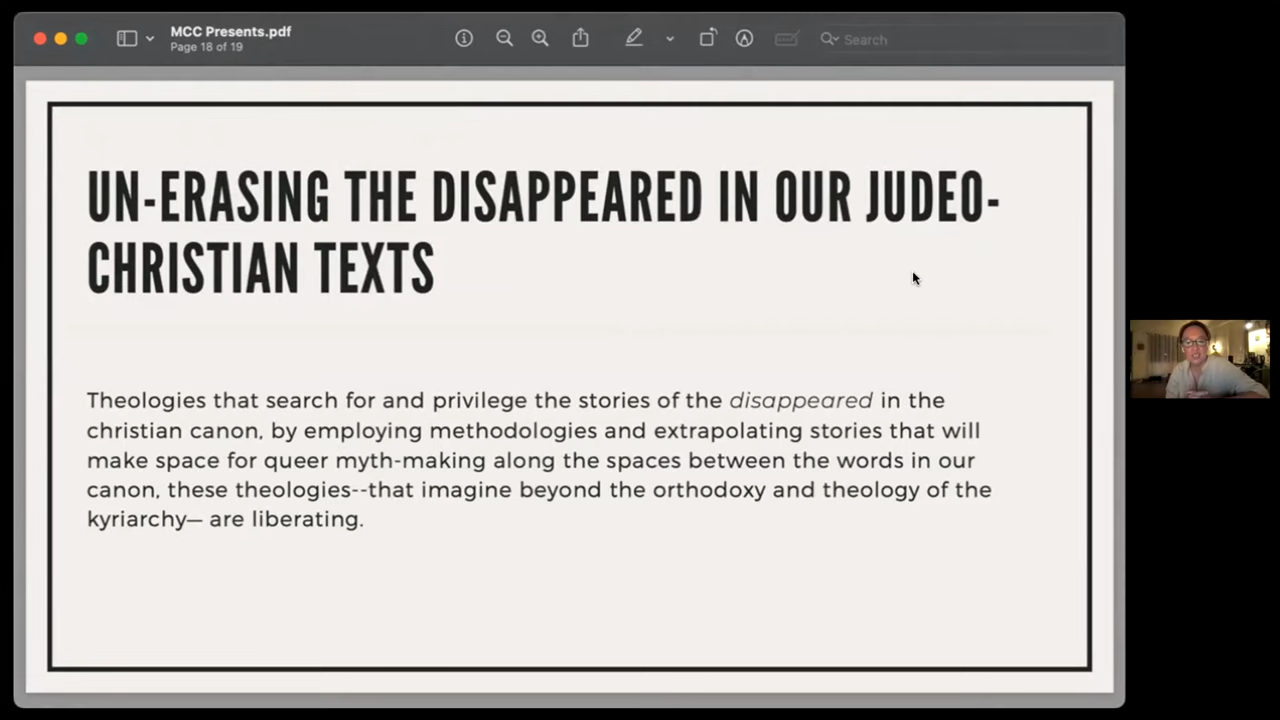 MCC Presents.pdf
Page 18 of 19
Search
UN-ERASING THE DISAPPEARED IN OUR JUDEO-
CHRISTIAN TEXTS
Theologies that search for and privilege the stories of the disappeared in the
christian canon, by employing methodologies and extrapolating stories that will
make space for queer myth-making along the spaces between the words in our
canon, these theologies--that imagine beyond the orthodoxy and theology of the
kyriarchy— are liberating.